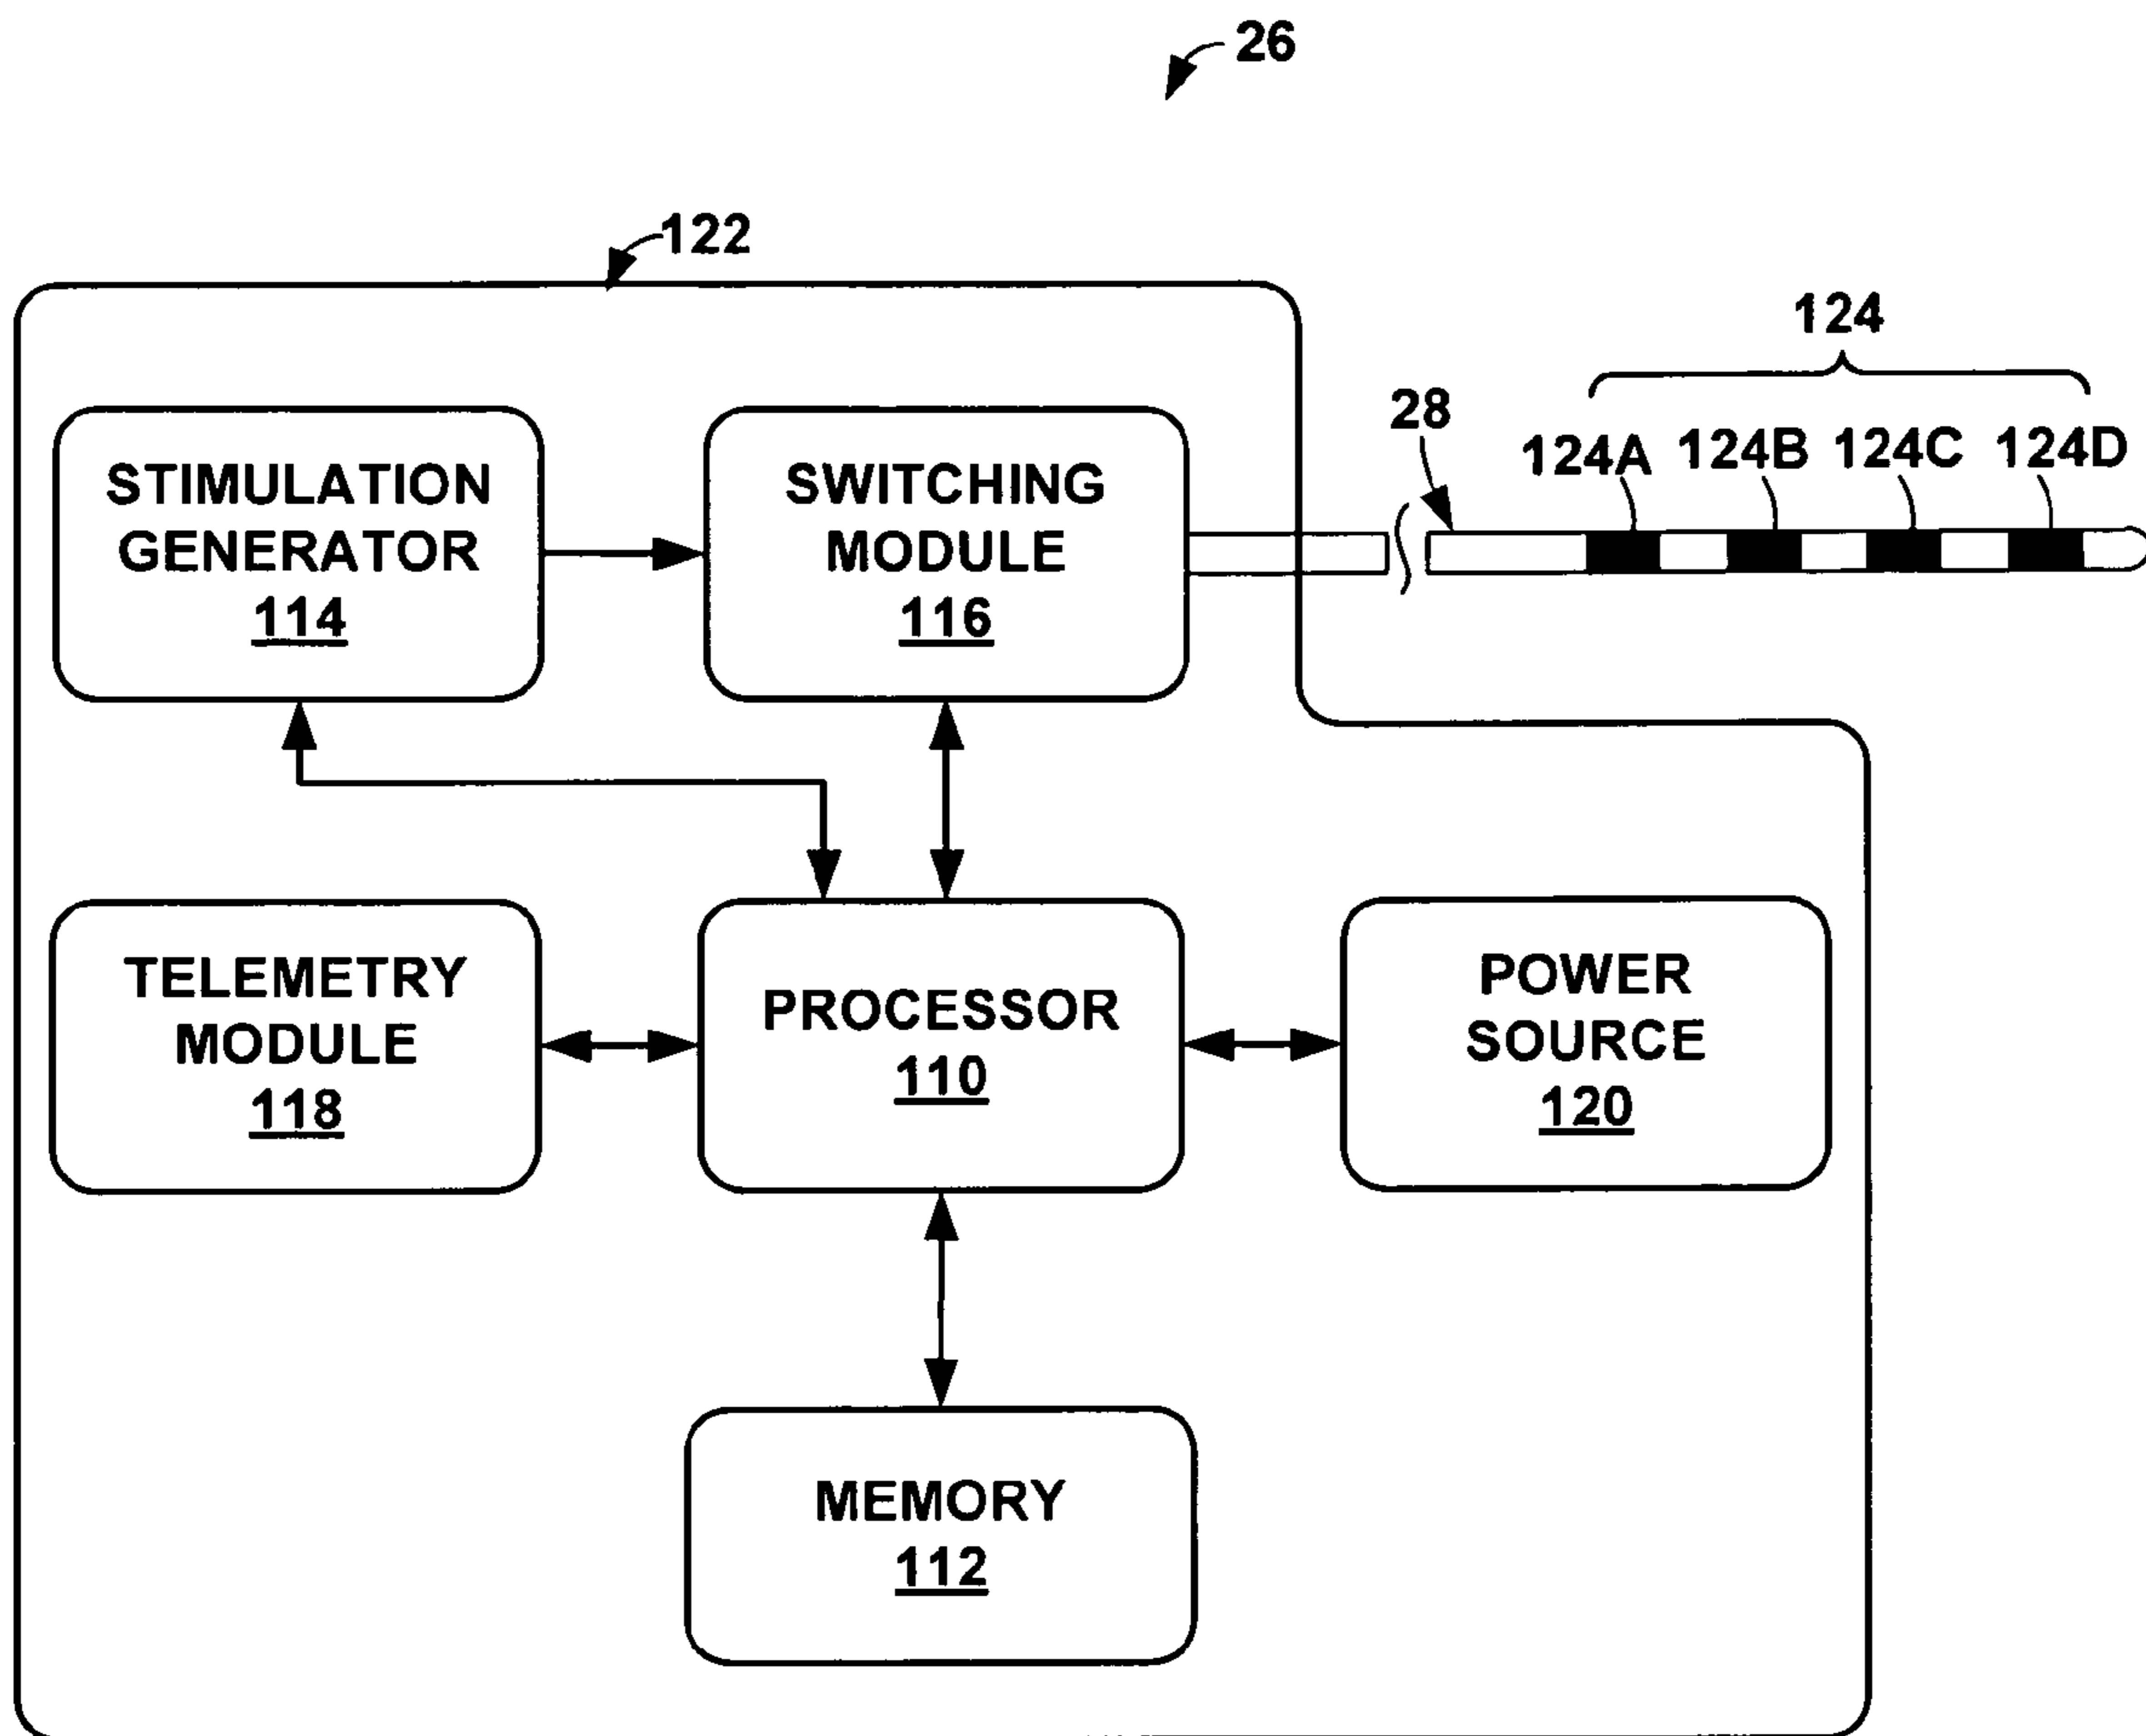 26
122
124
28
124A 124B 124C 124D
STIMULATION
GENERATOR
114
SWITCHING
MODULE
116
TELEMETRY
MODULE
118
PROCESSOR
110
POWER
SOURCE
120
MEMORY
112